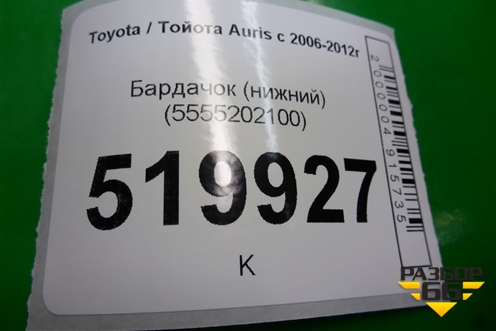 Toyota / Тойота Auris с 2006-2012г
Бардачок (нижний)
(5555202100)
519927
K
2000004915735
РАЗБОР
66